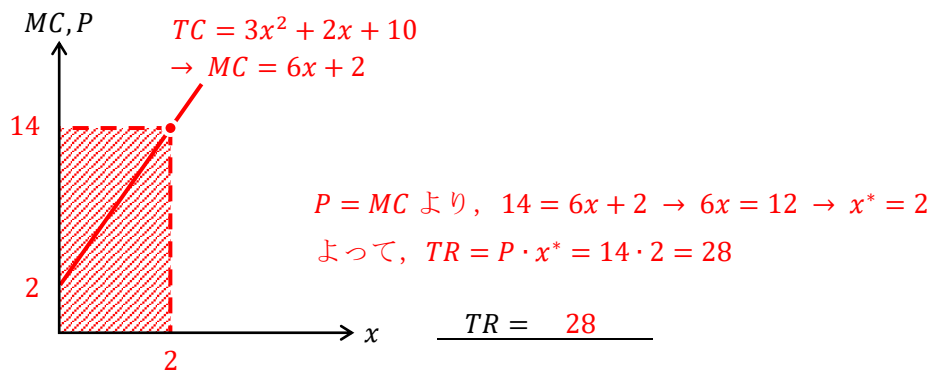 MC, P
TC = 3x² + 2x + 10
→ MC = 6x + 2
14
P = MC より, 14 = 6x + 2 → 6x = 12 → x* = 2
よって, TR = P · x* = 14 · 2 = 28
2
TR = 28
x
2